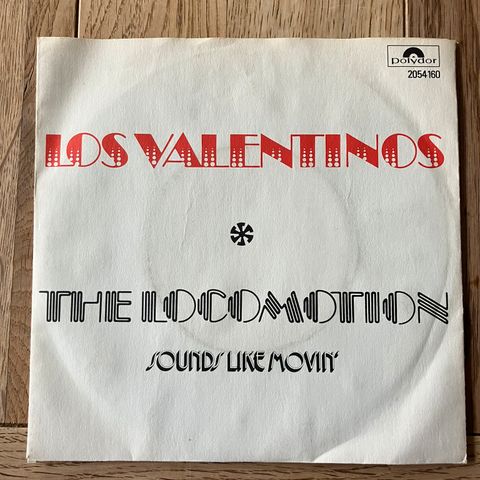 polydor
2054160
LOS VALENTINOS
THE LOCOMOTION
SOUNDS LIKE MOVIN'